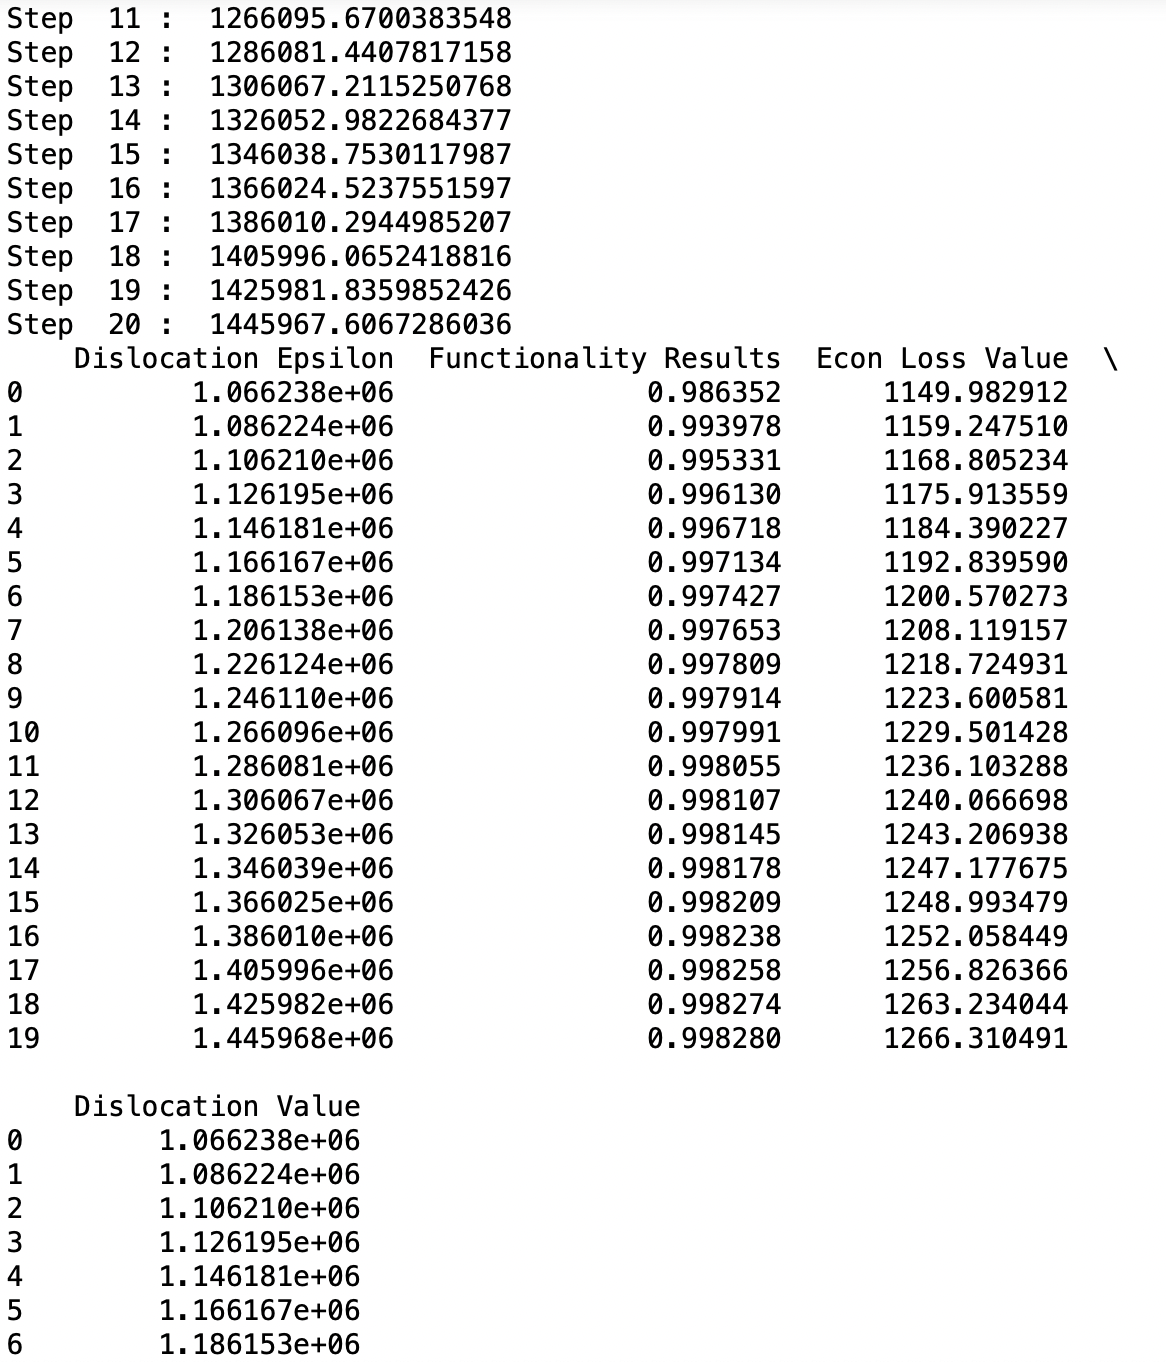 Step  11 :  1266095.6700383548
Step  12 :  1286081.4407817158
Step  13 :  1306067.2115250768
Step  14 :  1326052.9822684377
Step  15 :  1346038.7530117987
Step  16 :  1366024.5237551597
Step  17 :  1386010.2944985207
Step  18 :  1405996.0652418816
Step  19 :  1425981.8359852426
Step  20 :  1445967.6067286036
    Dislocation Epsilon  Functionality Results  Econ Loss Value  \
0          1.066238e+06               0.986352      1149.982912
1          1.086224e+06               0.993978      1159.247510
2          1.106210e+06               0.995331      1168.805234
3          1.126195e+06               0.996130      1175.913559
4          1.146181e+06               0.996718      1184.390227
5          1.166167e+06               0.997134      1192.839590
6          1.186153e+06               0.997427      1200.570273
7          1.206138e+06               0.997653      1208.119157
8          1.226124e+06               0.997809      1218.724931
9          1.246110e+06               0.997914      1223.600581
10         1.266096e+06               0.997991      1229.501428
11         1.286081e+06               0.998055      1236.103288
12         1.306067e+06               0.998107      1240.066698
13         1.326053e+06               0.998145      1243.206938
14         1.346039e+06               0.998178      1247.177675
15         1.366025e+06               0.998209      1248.993479
16         1.386010e+06               0.998238      1252.058449
17         1.405996e+06               0.998258      1256.826366
18         1.425982e+06               0.998274      1263.234044
19         1.445968e+06               0.998280      1266.310491

    Dislocation Value
0        1.066238e+06
1        1.086224e+06
2        1.106210e+06
3        1.126195e+06
4        1.146181e+06
5        1.166167e+06
6        1.186153e+06